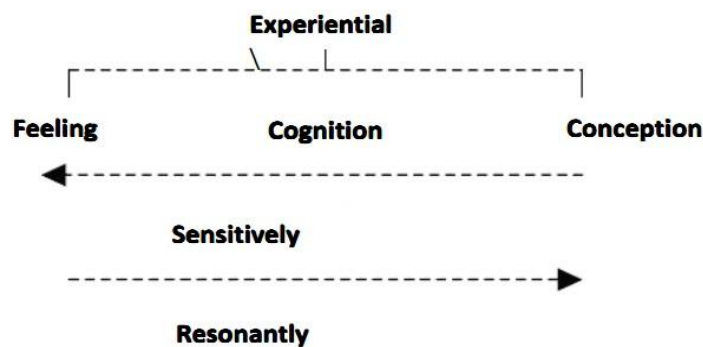 Experiential
Feeling Cognition Conception
Sensitively
Resonantly